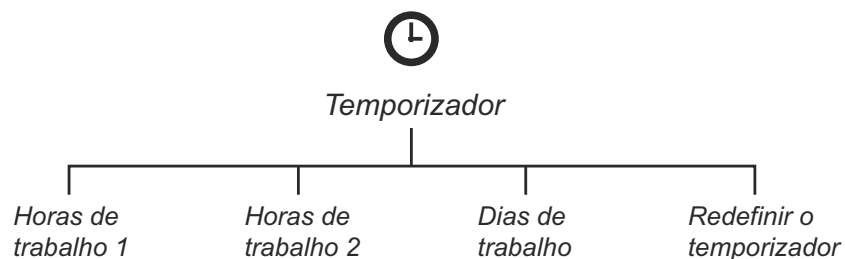 Temporizador
Horas de
trabalho 1
Horas de
trabalho 2
Dias de
trabalho
Redefinir o
temporizador